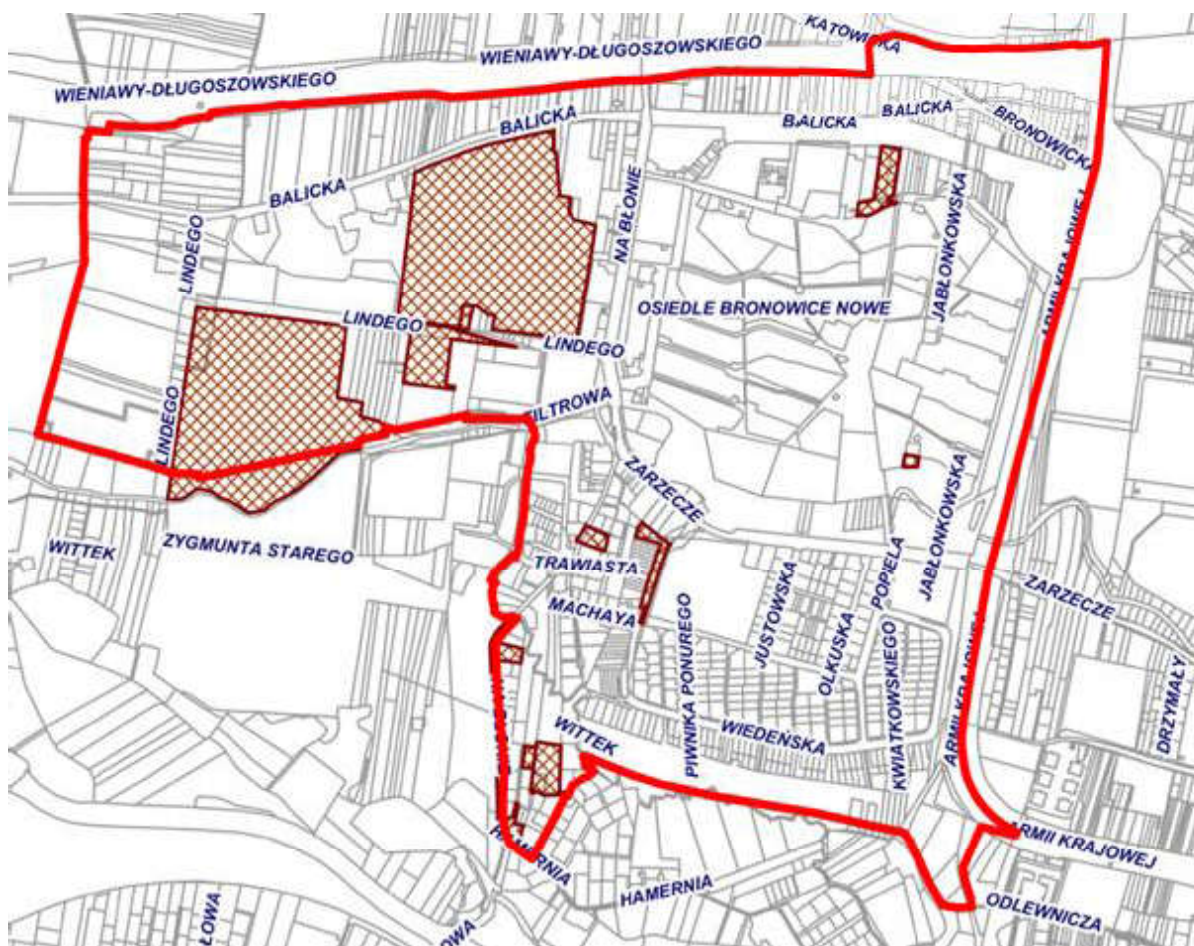 KATOWICKA
WIENIAWY-DŁUGOSZOWSKIEGO
WIENIAWY-DŁUGOSZOWSKIEGO
BALICKA
BALICKA
BALICKA
BRONOWICKA
BALICKA
NA BŁONIE
JABŁONKOWSKA
ARMII KRAJOWEJ
LINDEGO
OSIEDLE BRONOWICE NOWE
LINDEGO
LINDEGO
FILTROWA
LINDEGO
ZARZECZE
WITTEK
ZYGMUNTA STAREGO
TRAWIASTA
MACHAYA
JUSTOWSKA
POPIELA
JABŁONKOWSKA
ZARZECZE
OLKUSKA
PIWNIKA PONUREGO
KWIATKOWSKIEGO
ARMII KRAJOWEJ
DRZYMAŁY
WITTEK
WIEDEŃSKA
HAMERNIA
ARMII KRAJOWEJ
HAMERNIA
ODLEWNICZA
ŁOWA
OWA